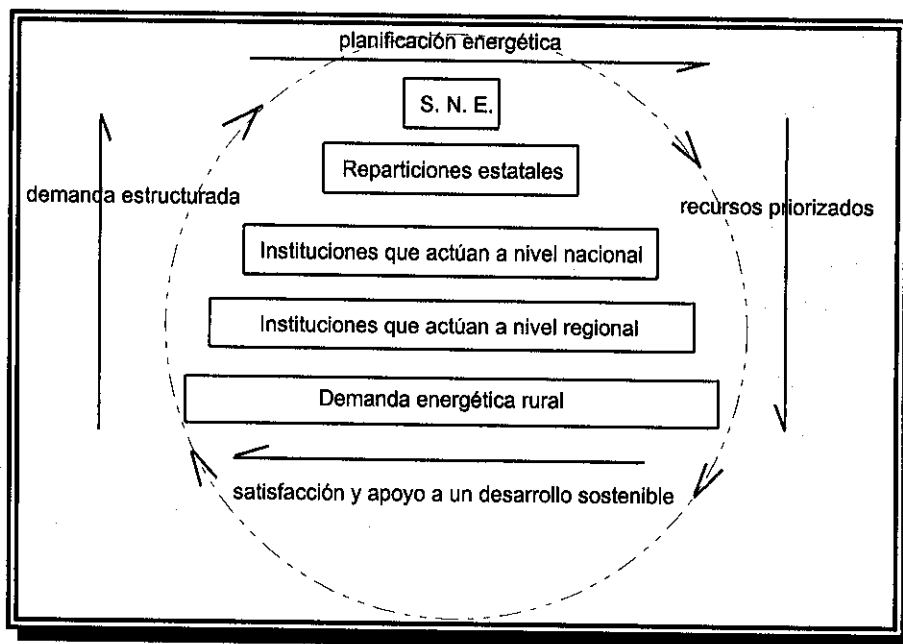 planificación energética
S. N. E.
Reparticiones estatales
demanda estructurada
recursos priorizados
Instituciones que actúan a nivel nacional
Instituciones que actúan a nivel regional
Demanda energética rural
satisfacción y apoyo a un desarrollo sostenible